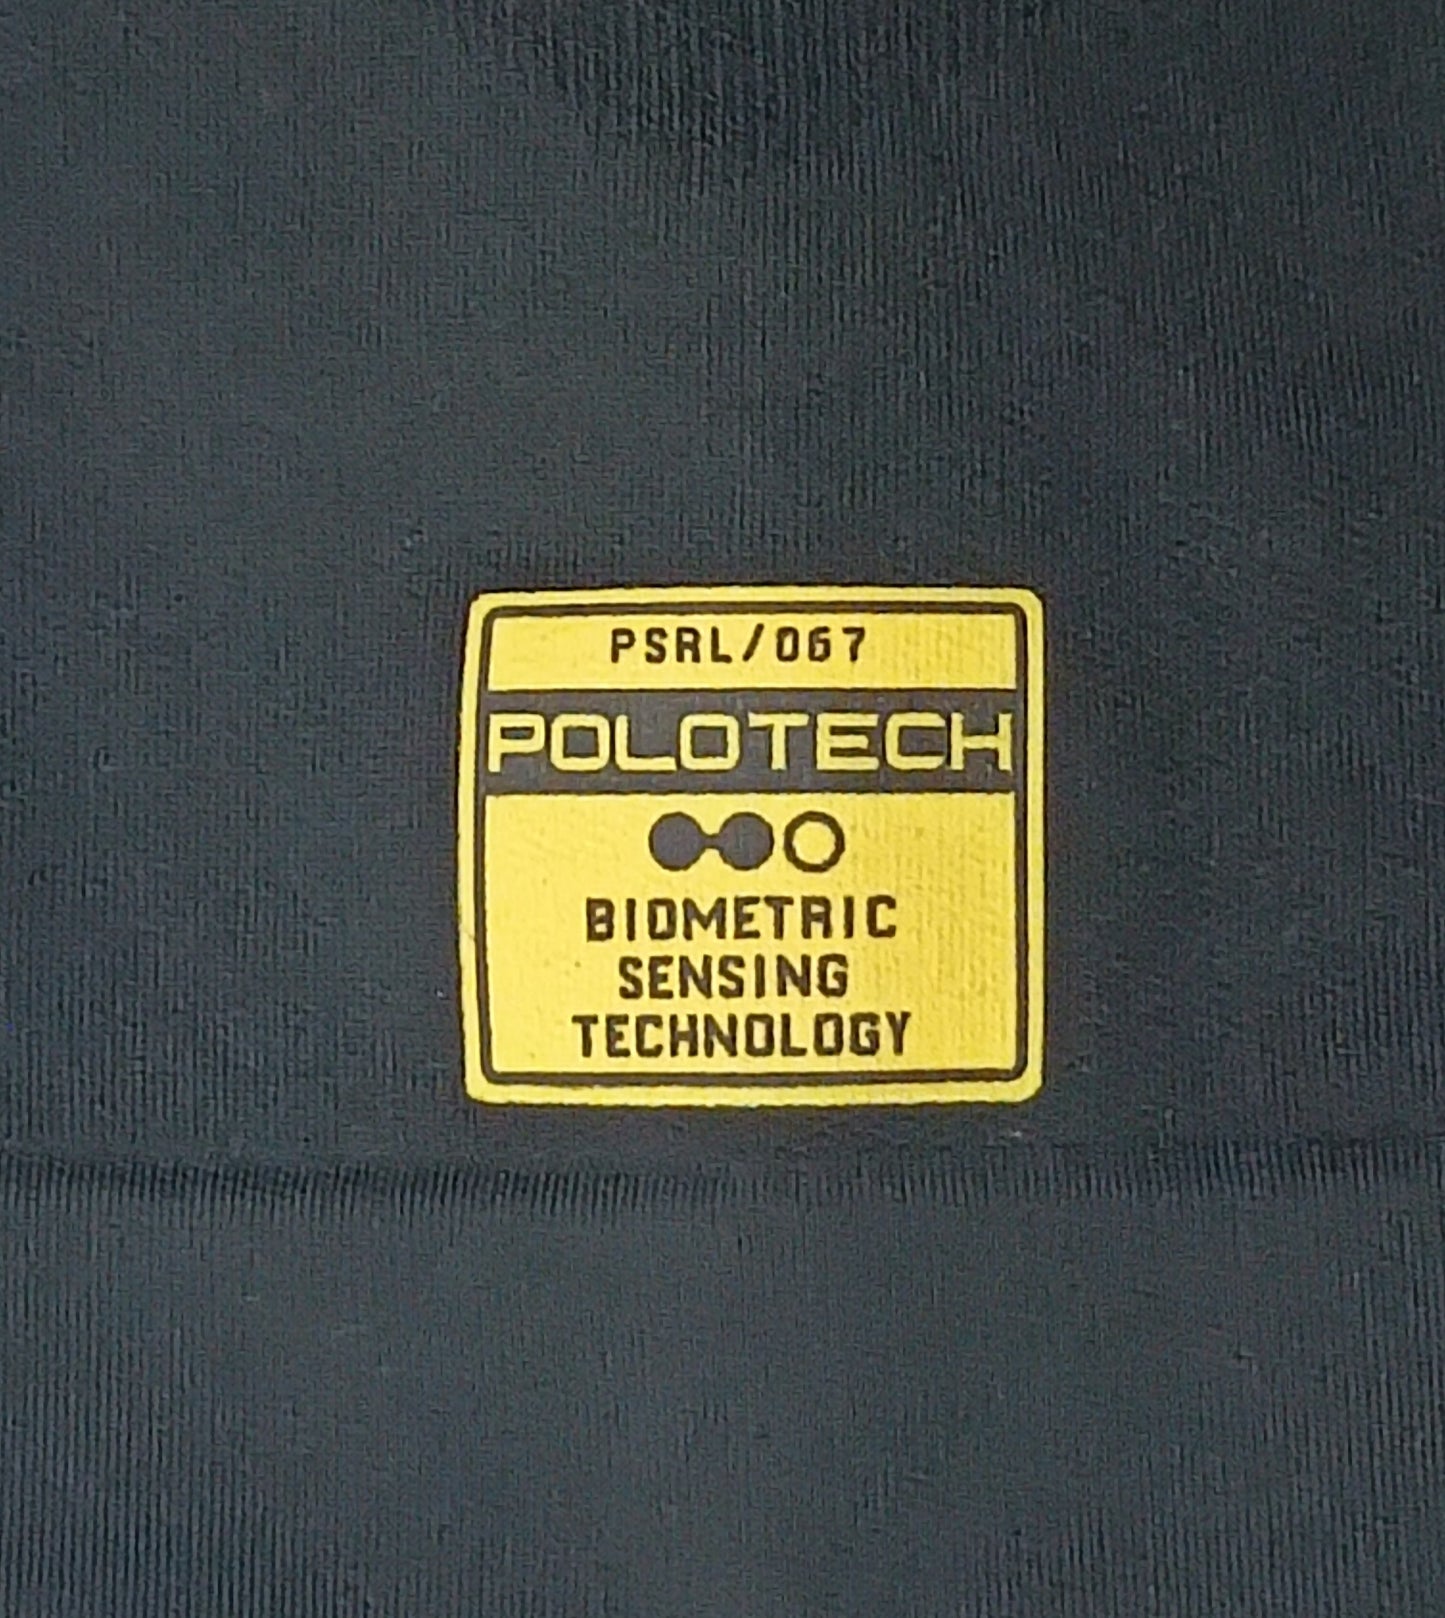 PSRL/067
POLOTECH
BIOMETRIC
SENSING
TECHNOLOGY